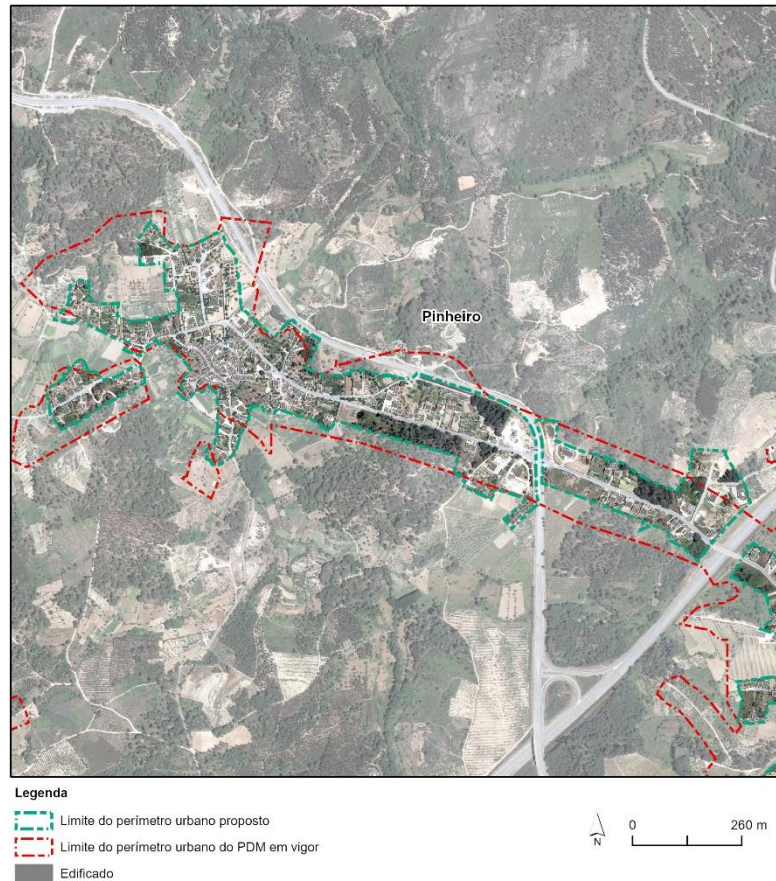 Pinheiro
Legenda
Limite do perímetro urbano proposto
Limite do perímetro urbano do PDM em vigor
Edificado
N
0 260 m